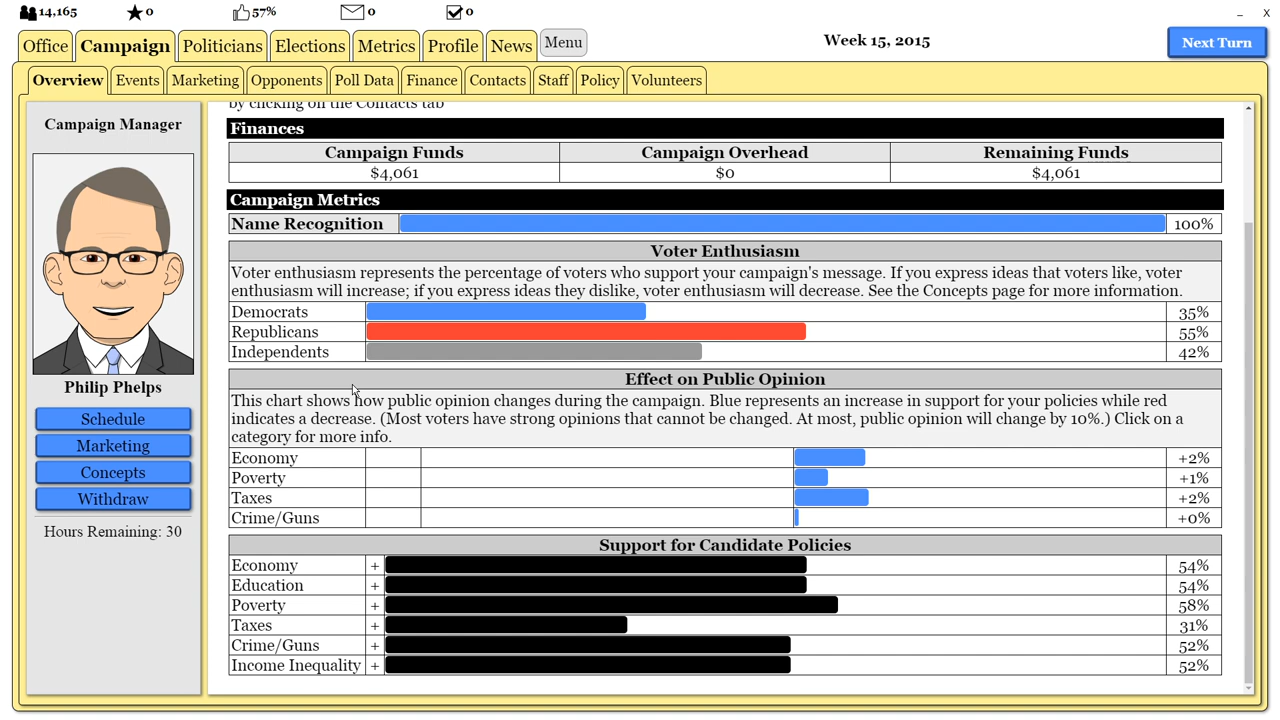 14,165 0 57% 0 0 _ X
Office Campaign Politicians Elections Metrics Profile News Menu Week 15, 2015 Next Turn
Overview Events Marketing Opponents Poll Data Finance Contacts Staff Policy Volunteers
Campaign Manager
Philip Phelps
Schedule
Marketing
Concepts
Withdraw
Hours Remaining: 30
by clicking on the Contacts tab
Finances
Campaign Funds Campaign Overhead Remaining Funds
$4,061 $0 $4,061
Campaign Metrics
Name Recognition 100%
Voter Enthusiasm
Voter enthusiasm represents the percentage of voters who support your campaign's message. If you express ideas that voters like, voter
enthusiasm will increase; if you express ideas they dislike, voter enthusiasm will decrease. See the Concepts page for more information.
Democrats 35%
Republicans 55%
Independents 42%
Effect on Public Opinion
This chart shows how public opinion changes during the campaign. Blue represents an increase in support for your policies while red
indicates a decrease. (Most voters have strong opinions that cannot be changed. At most, public opinion will change by 10%.) Click on a
category for more info.
Economy +2%
Poverty +1%
Taxes +2%
Crime/Guns +0%
Support for Candidate Policies
Economy + 54%
Education + 54%
Poverty + 58%
Taxes + 31%
Crime/Guns + 52%
Income Inequality + 52%